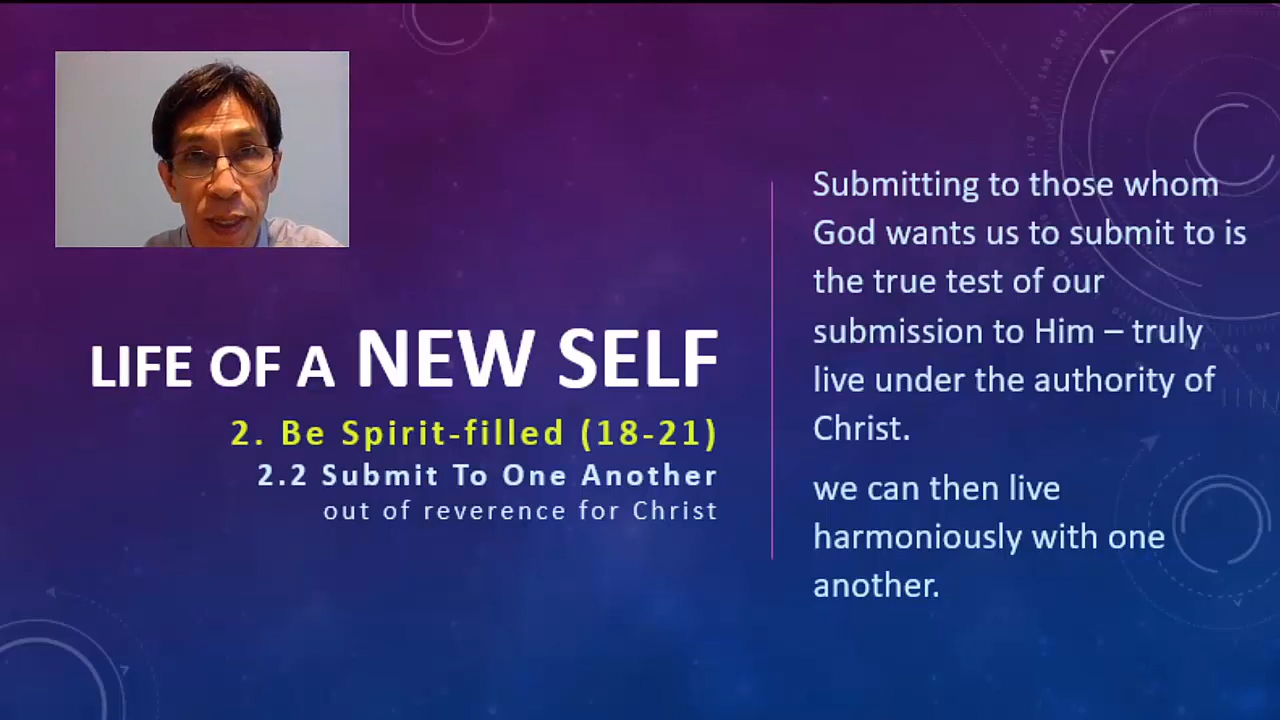 LIFE OF A NEW SELF
2. Be Spirit-filled (18-21)
2.2 Submit To One Another
out of reverence for Christ
Submitting to those whom
God wants us to submit to is
the true test of our
submission to Him – truly
live under the authority of
Christ.
we can then live
harmoniously with one
another.